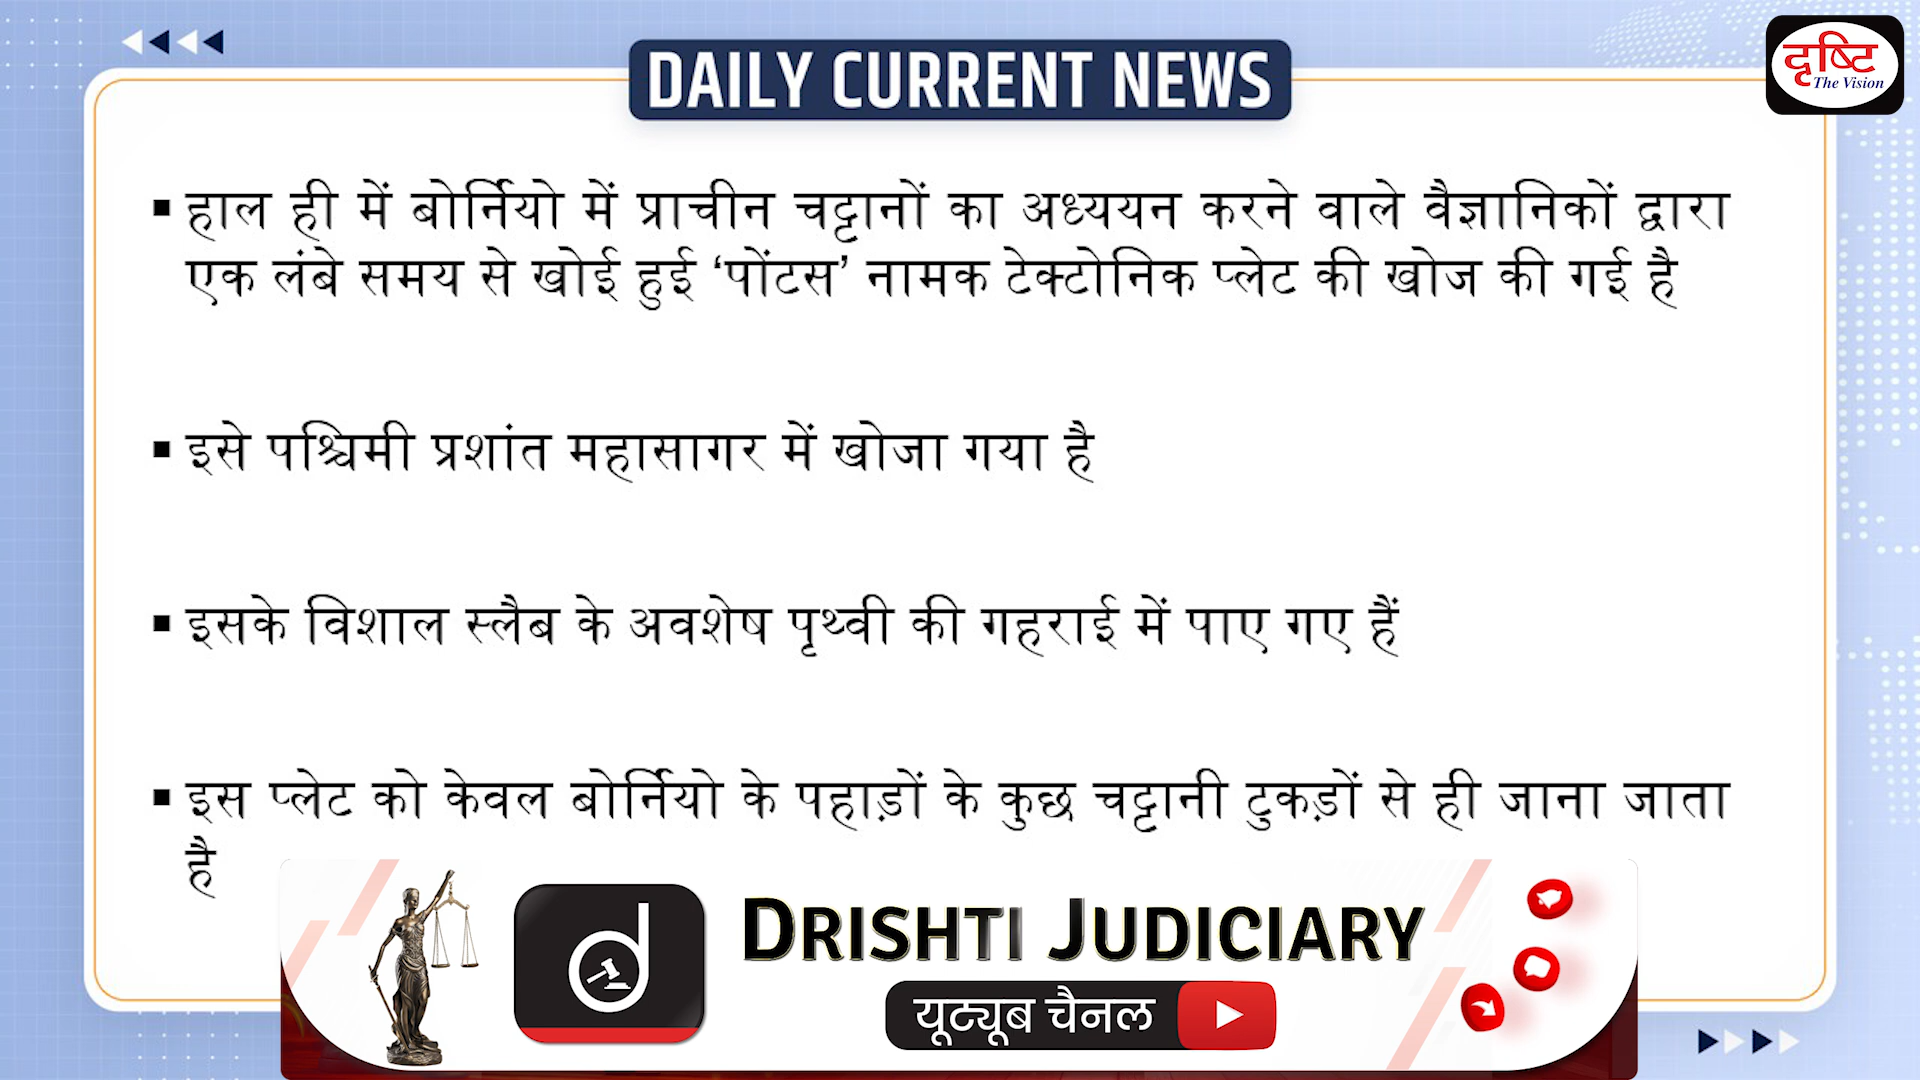 DAILY CURRENT NEWS
दृष्टि
The Vision
▪ हाल ही में बोर्नियो में प्राचीन चट्टानों का अध्ययन करने वाले वैज्ञानिकों द्वारा
एक लंबे समय से खोई हुई ‘पोंटस’ नामक टेक्टोनिक प्लेट की खोज की गई है
▪ इसे पश्चिमी प्रशांत महासागर में खोजा गया है
▪ इसके विशाल स्लैब के अवशेष पृथ्वी की गहराई में पाए गए हैं
▪ इस प्लेट को केवल बोर्नियो के पहाड़ों के कुछ चट्टानी टुकड़ों से ही जाना जाता
है
DRISHTI JUDICIARY
यूट्यूब चैनल